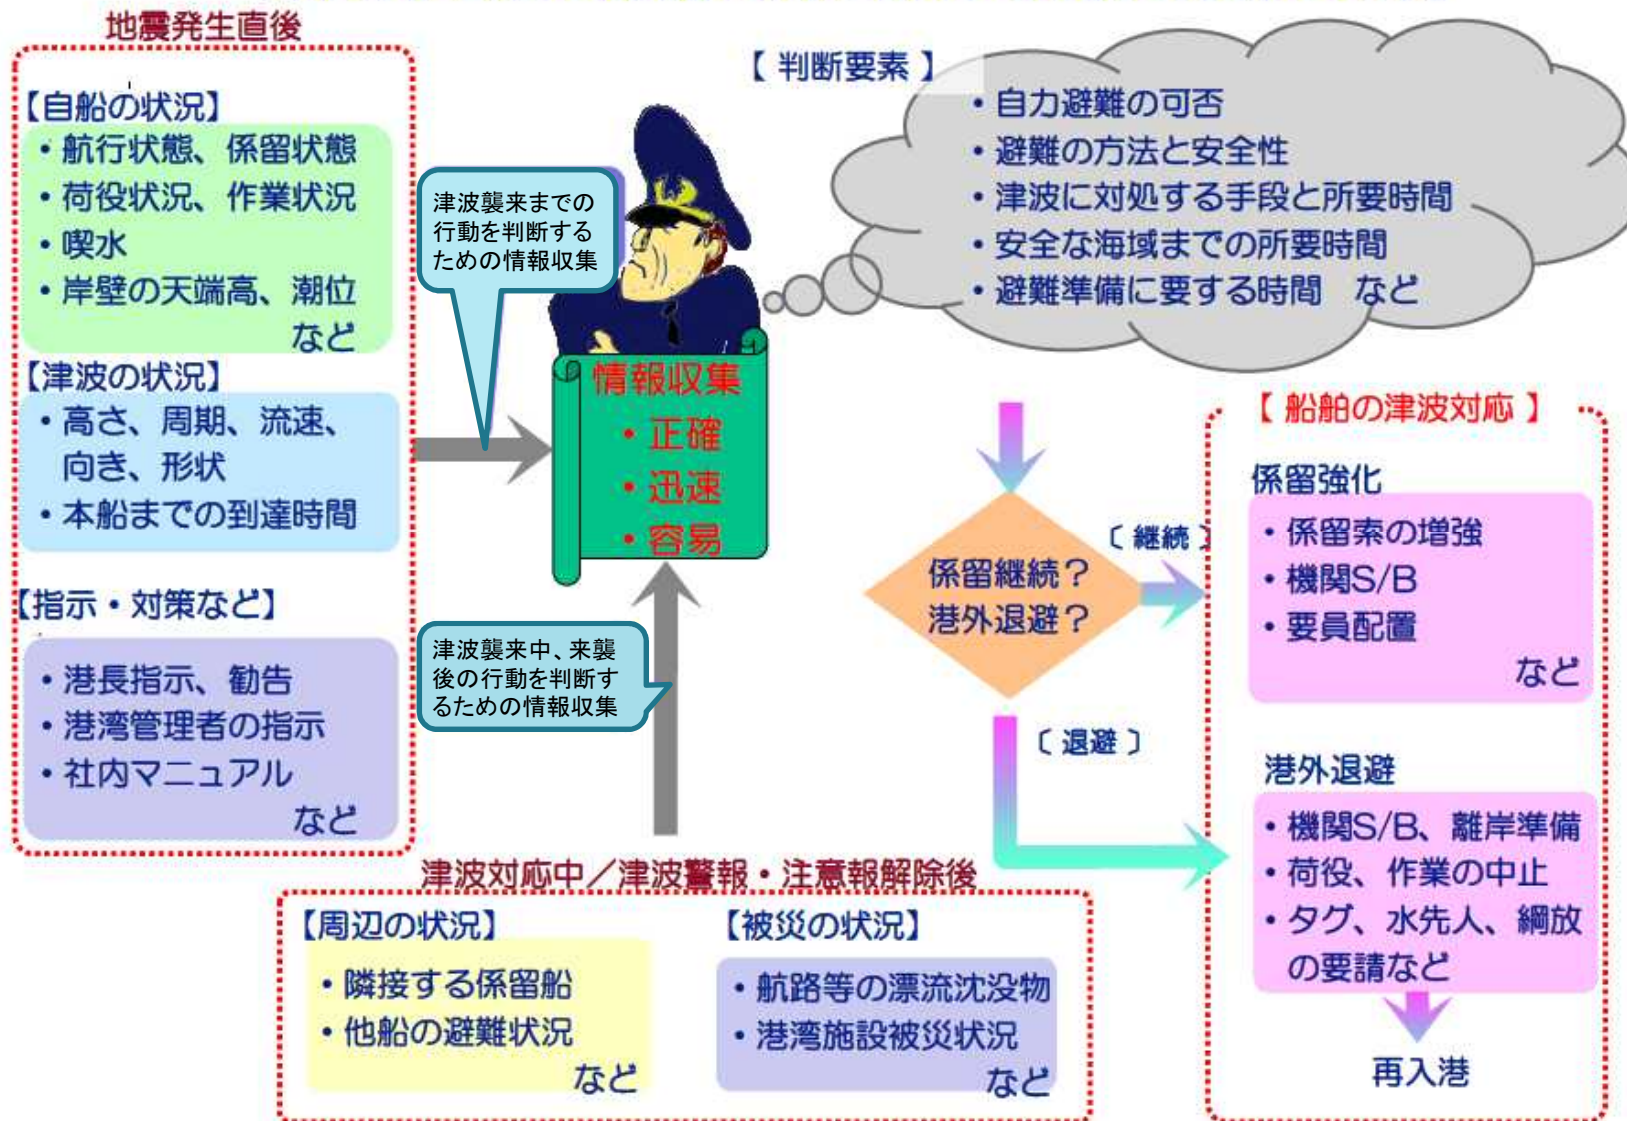 地震発生直後
【自船の状況】
・航行状態、係留状態
・荷役状況、作業状況
・喫水
・岸壁の天端高、潮位
など
【津波の状況】
・高さ、周期、流速、
向き、形状
・本船までの到達時間
【指示・対策など】
・港長指示、勧告
・港湾管理者の指示
・社内マニュアル
など
津波襲来までの
行動を判断する
ための情報収集
情報収集
・正確
・迅速
・容易
津波襲来中、来襲
後の行動を判断す
るための情報収集
【 判断要素 】
・自力避難の可否
・避難の方法と安全性
・津波に対処する手段と所要時間
・安全な海域までの所要時間
・避難準備に要する時間　など
係留継続？
港外退避？
〔 継続 〕
〔 退避 〕
【 船舶の津波対応 】
係留強化
・係留索の増強
・機関S/B
・要員配置
など
港外退避
・機関S/B、離岸準備
・荷役、作業の中止
・タグ、水先人、綱放
の要請など
再入港
津波対応中／津波警報・注意報解除後
【周辺の状況】
・隣接する係留船
・他船の避難状況
など
【被災の状況】
・航路等の漂流沈没物
・港湾施設被災状況
など